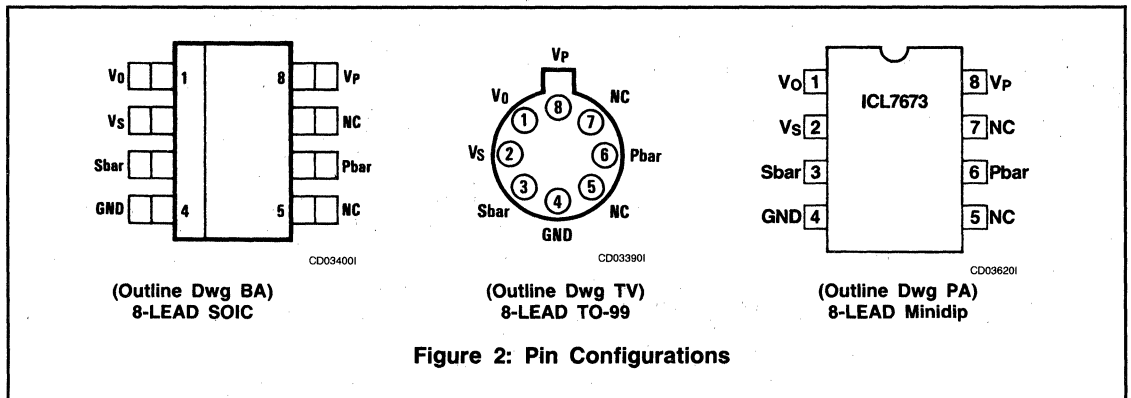 V0 1 8 VP
VS NC
Sbar Pbar
GND 4 5 NC
CD03400I
(Outline Dwg BA)
8-LEAD SOIC
VP
V0 8 NC
1 7
VS 2 6 Pbar
3 5
Sbar 4 NC
GND
CD03390I
(Outline Dwg TV)
8-LEAD TO-99
ICL7673
VO 1 8 VP
VS 2 7 NC
Sbar 3 6 Pbar
GND 4 5 NC
CD03620I
(Outline Dwg PA)
8-LEAD Minidip
Figure 2: Pin Configurations